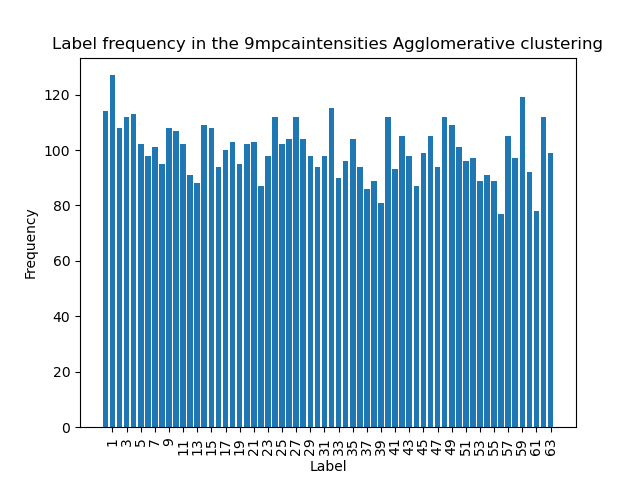 Label frequency in the 9mpcaintensities Agglomerative clustering
120
100
80
60
40
20
0
Frequency
1 3 5 7 9 11 13 15 17 19 21 23 25 27 29 31 33 35 37 39 41 43 45 47 49 51 53 55 57 59 61 63
Label